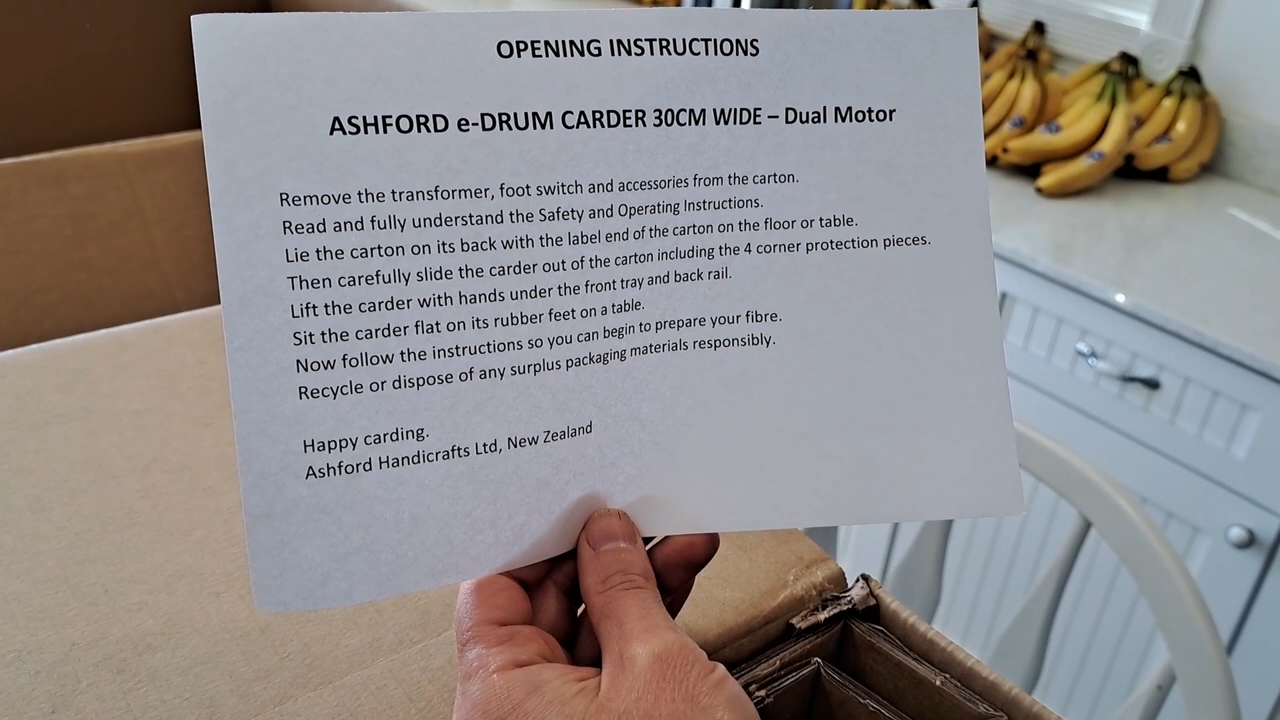 OPENING INSTRUCTIONS
ASHFORD e-DRUM CARDER 30CM WIDE – Dual Motor
Remove the transformer, foot switch and accessories from the carton.
Read and fully understand the Safety and Operating Instructions.
Lie the carton on its back with the label end of the carton on the floor or table.
Then carefully slide the carder out of the carton including the 4 corner protection pieces.
Lift the carder with hands under the front tray and back rail.
Sit the carder flat on its rubber feet on a table.
Now follow the instructions so you can begin to prepare your fibre.
Recycle or dispose of any surplus packaging materials responsibly.
Happy carding.
Ashford Handicrafts Ltd, New Zealand